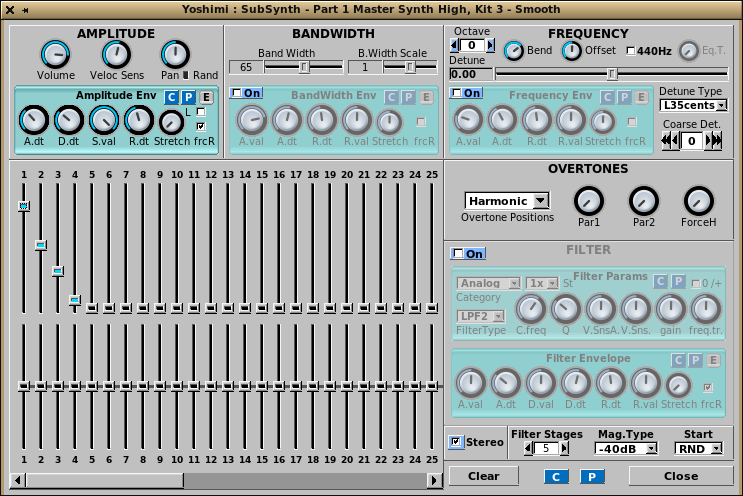 Yoshimi : SubSynth - Part 1 Master Synth High, Kit 3 - Smooth
AMPLITUDE
Volume Veloc Sens Pan Rand
Amplitude Env C P E
L
A.dt D.dt S.val R.dt Stretch frcR
BANDWIDTH
Band Width B.Width Scale
65 1
On BandWidth Env C P E
A.val A.dt R.dt R.val Stretch frcR
FREQUENCY
Octave
0 Bend Offset 440Hz Eq.T.
Detune
0.00
On Frequency Env C P E
A.val A.dt R.dt R.val Stretch frcR
Detune Type
L35cents
Coarse Det.
0
1 2 3 4 5 6 7 8 9 10 11 12 13 14 15 16 17 18 19 20 21 22 23 24 25
1 2 3 4 5 6 7 8 9 10 11 12 13 14 15 16 17 18 19 20 21 22 23 24 25
OVERTONES
Harmonic
Overtone Positions Par1 Par2 ForceH
On FILTER
Filter Params C P 0 /+
Analog 1x St
Category
LPF2
FilterType C.freq Q V.SnsA. V.Sns. gain freq.tr.
Filter Envelope C P E
A.val A.dt D.val D.dt R.dt R.val Stretch frcR
Stereo
Filter Stages Mag.Type Start
5 -40dB RND
Clear C P Close